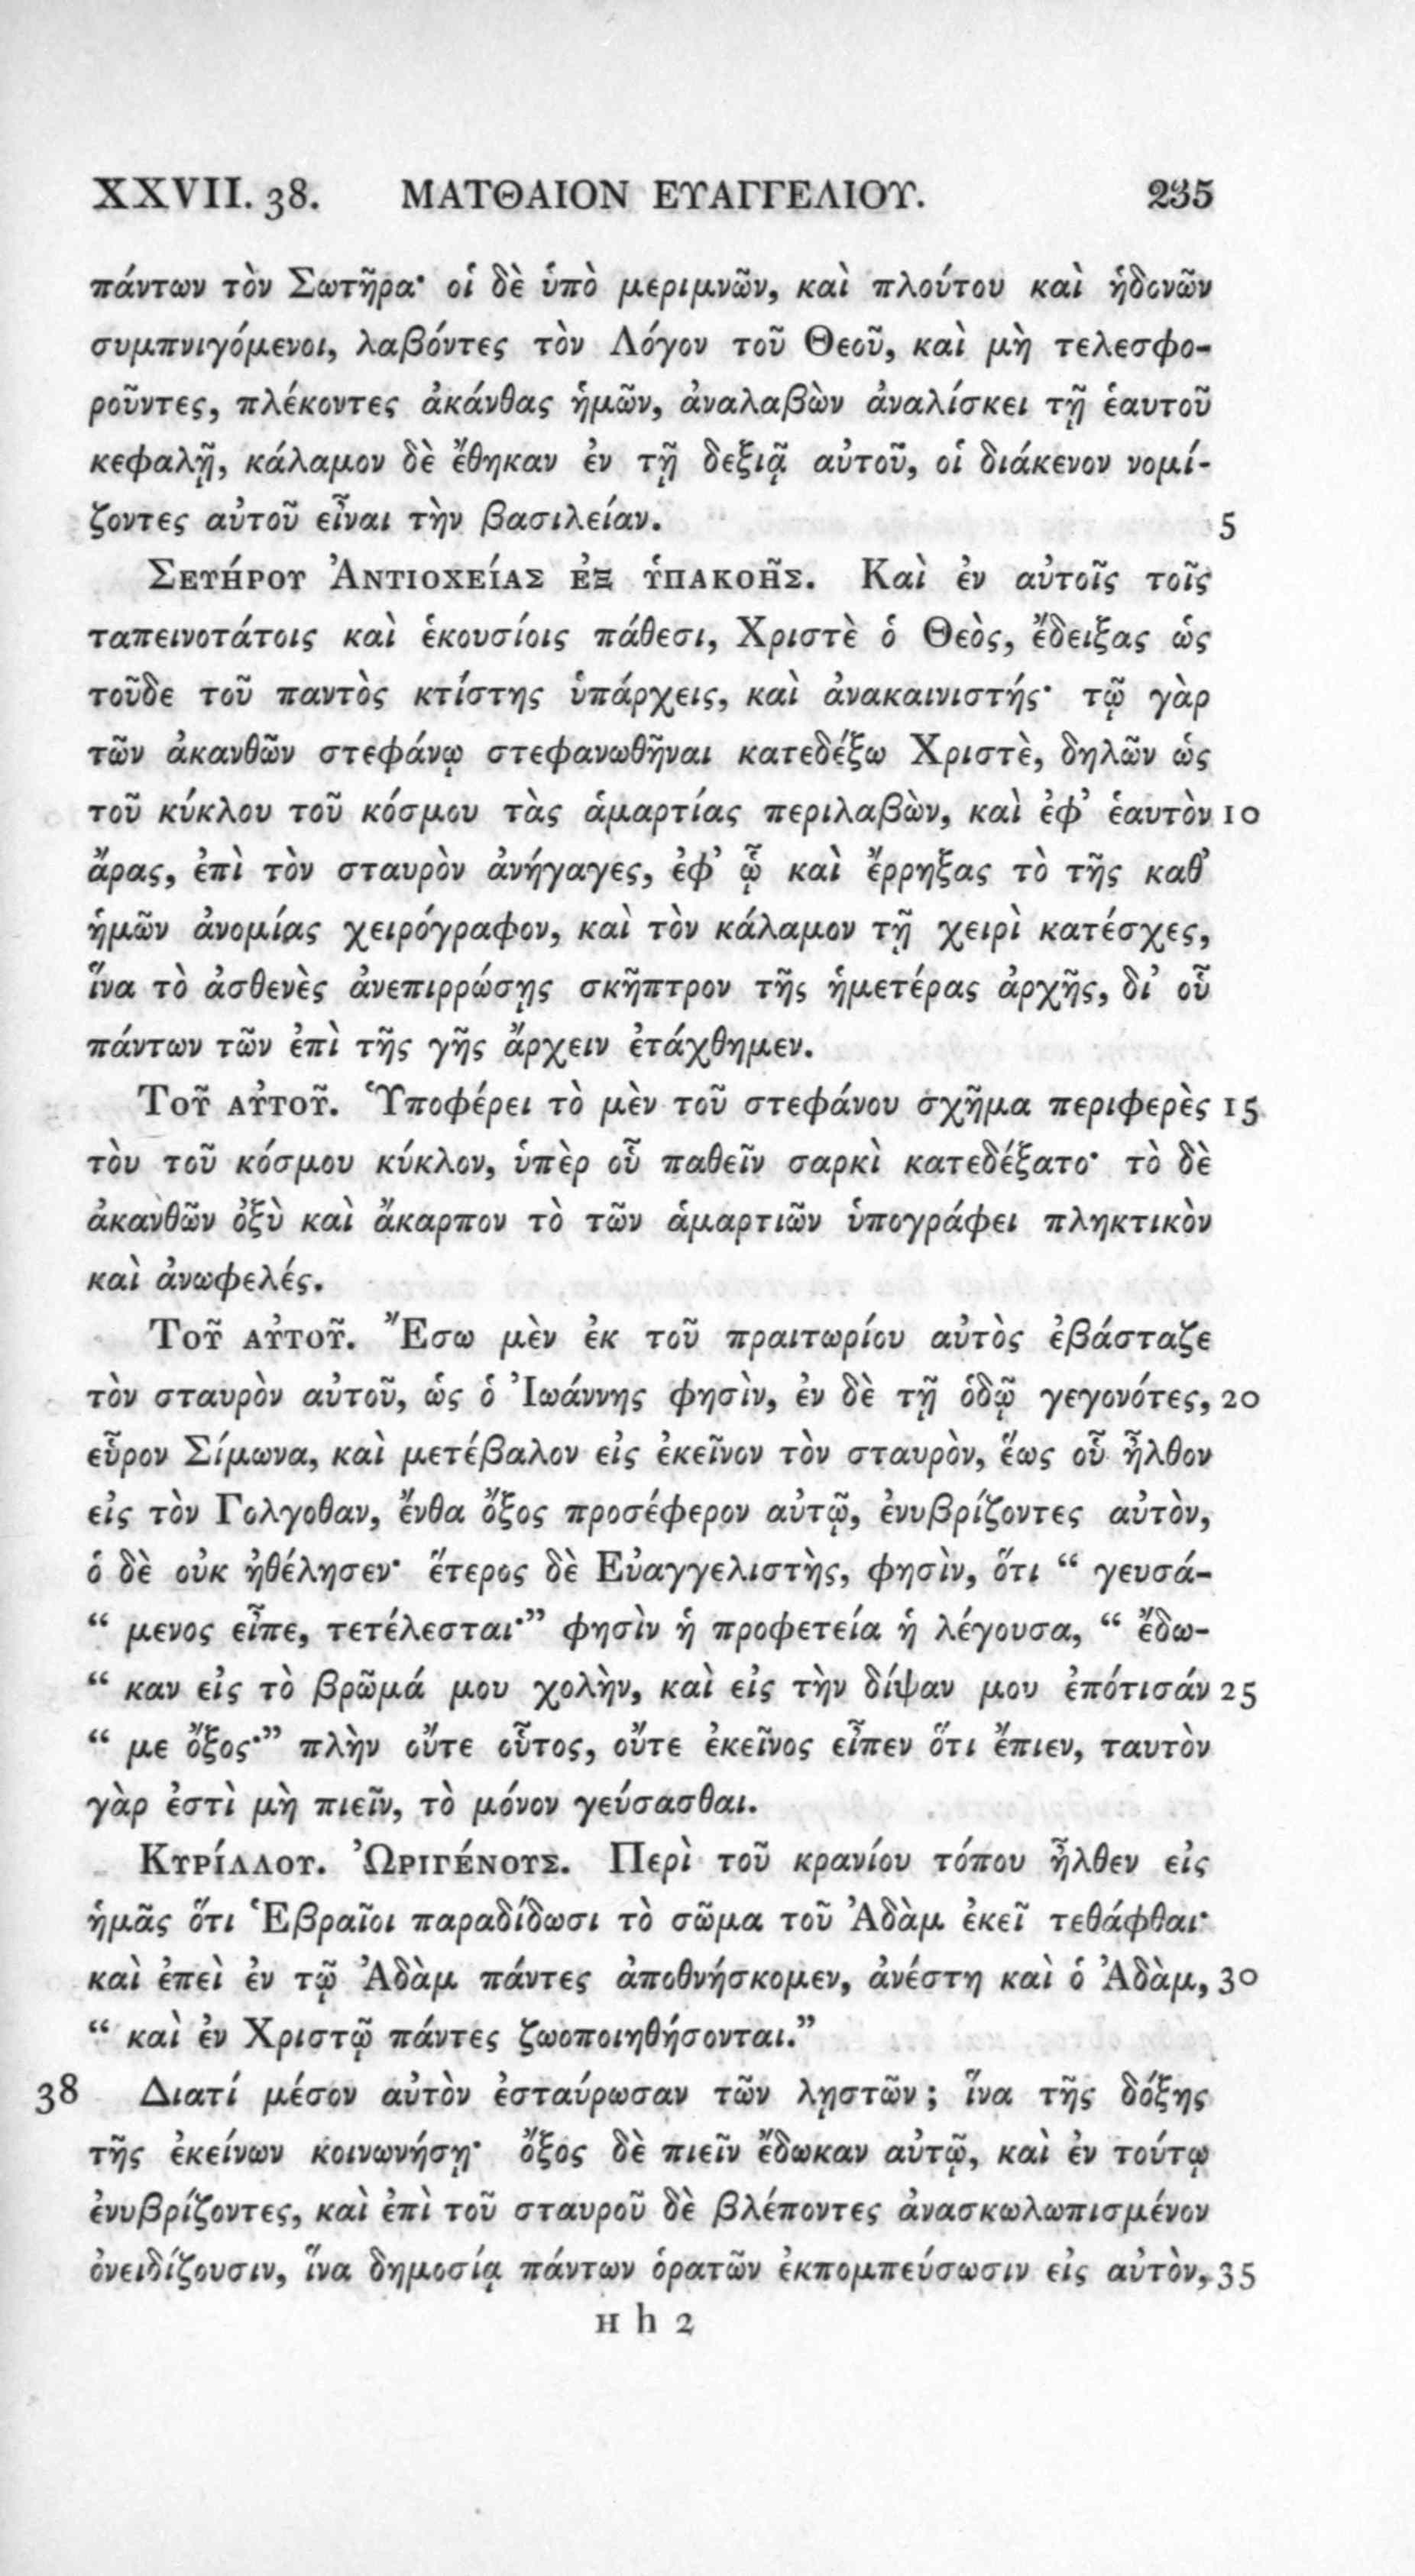 XXVII. 38. ΜΑΤΘΑΙΟΝ ΕΥΑΓΓΕΛΙΟΥ. 235
πάντων τὸν Σωτῆρα· οἱ δὲ ὑπὸ μεριμνῶν, καὶ πλούτου καὶ ἡδονῶν
συμπνιγόμενοι, λαβόντες τὸν Λόγον τοῦ Θεοῦ, καὶ μὴ τελεσφο-
ροῦντες, πλέκοντες ἀκάνθας ἡμῶν, ἀναλαβὼν ἀναλίσκει τῇ ἑαυτοῦ
κεφαλῇ, κάλαμον δὲ ἔθηκαν ἐν τῇ δεξιᾷ αὐτοῦ, οἱ διάκενον νομί-
ζοντες αὐτοῦ εἶναι τὴν βασιλείαν. 5
Σευήρου Ἀντιοχείας ἐξ ὑπακοῆς. Καὶ ἐν αὐτοῖς τοῖς
ταπεινοτάτοις καὶ ἑκουσίοις πάθεσι, Χριστὲ ὁ Θεὸς, ἔδειξας ὡς
τοῦδε τοῦ παντὸς κτίστης ὑπάρχεις, καὶ ἀνακαινιστής· τῷ γὰρ
τῶν ἀκανθῶν στεφάνῳ στεφανωθῆναι κατεδέξω Χριστὲ, δηλῶν ὡς
τοῦ κύκλου τοῦ κόσμου τὰς ἁμαρτίας περιλαβὼν, καὶ ἐφ’ ἑαυτὸν 10
ἄρας, ἐπὶ τὸν σταυρὸν ἀνήγαγες, ἐφ’ ᾧ καὶ ἔρρηξας τὸ τῆς καθ’
ἡμῶν ἀνομίας χειρόγραφον, καὶ τὸν κάλαμον τῇ χειρὶ κατέσχες,
ἵνα τὸ ἀσθενὲς ἀνεπιρρώσῃς σκῆπτρον τῆς ἡμετέρας ἀρχῆς, δι’ οὗ
πάντων τῶν ἐπὶ τῆς γῆς ἄρχειν ἐτάχθημεν.
Τοῦ αὐτοῦ. Ὑποφέρει τὸ μὲν τοῦ στεφάνου σχῆμα περιφερὲς 15
τὸν τοῦ κόσμου κύκλον, ὑπὲρ οὗ παθεῖν σαρκὶ κατεδέξατο· τὸ δὲ
ἀκανθῶν ὀξὺ καὶ ἄκαρπον τὸ τῶν ἁμαρτιῶν ὑπογράφει πληκτικὸν
καὶ ἀνωφελές.
Τοῦ αὐτοῦ. Ἔσω μὲν ἐκ τοῦ πραιτωρίου αὐτὸς ἐβάσταζε
τὸν σταυρὸν αὐτοῦ, ὡς ὁ Ἰωάννης φησὶν, ἐν δὲ τῇ ὁδῷ γεγονότες, 20
εὗρον Σίμωνα, καὶ μετέβαλον εἰς ἐκεῖνον τὸν σταυρὸν, ἕως οὗ ἦλθον
εἰς τὸν Γολγοθαν, ἔνθα ὄξος προσέφερον αὐτῷ, ἐνυβρίζοντες αὐτὸν,
ὁ δὲ οὐκ ἠθέλησεν· ἕτερος δὲ Εὐαγγελιστὴς, φησὶν, ὅτι “ γευσά-
“ μενος εἶπε, τετέλεσται·” φησὶν ἡ προφετεία ἡ λέγουσα, “ ἔδω-
“ καν εἰς τὸ βρῶμά μου χολὴν, καὶ εἰς τὴν δίψαν μου ἐπότισάν 25
“ με ὄξος·” πλὴν οὔτε οὗτος, οὔτε ἐκεῖνος εἶπεν ὅτι ἔπιεν, ταυτὸν
γὰρ ἐστὶ μὴ πιεῖν, τὸ μόνον γεύσασθαι.
Κυρίλλου. Ὠριγένους. Περὶ τοῦ κρανίου τόπου ἦλθεν εἰς
ἡμᾶς ὅτι Ἑβραῖοι παραδίδωσι τὸ σῶμα τοῦ Ἀδὰμ ἐκεῖ τεθάφθαι·
καὶ ἐπεὶ ἐν τῷ Ἀδὰμ πάντες ἀποθνήσκομεν, ἀνέστη καὶ ὁ Ἀδὰμ, 30
“ καὶ ἐν Χριστῷ πάντες ζωοποιηθήσονται.”
38 Διατί μέσον αὐτὸν ἐσταύρωσαν τῶν λῃστῶν ; ἵνα τῆς δόξης
τῆς ἐκείνων κοινωνήσῃ· ὄξος δὲ πιεῖν ἔδωκαν αὐτῷ, καὶ ἐν τούτῳ
ἐνυβρίζοντες, καὶ ἐπὶ τοῦ σταυροῦ δὲ βλέποντες ἀνασκωλωπισμένον
ὀνειδίζουσιν, ἵνα δημοσίᾳ πάντων ὁρατῶν ἐκπομπεύσωσιν εἰς αὐτὸν, 35
H h 2